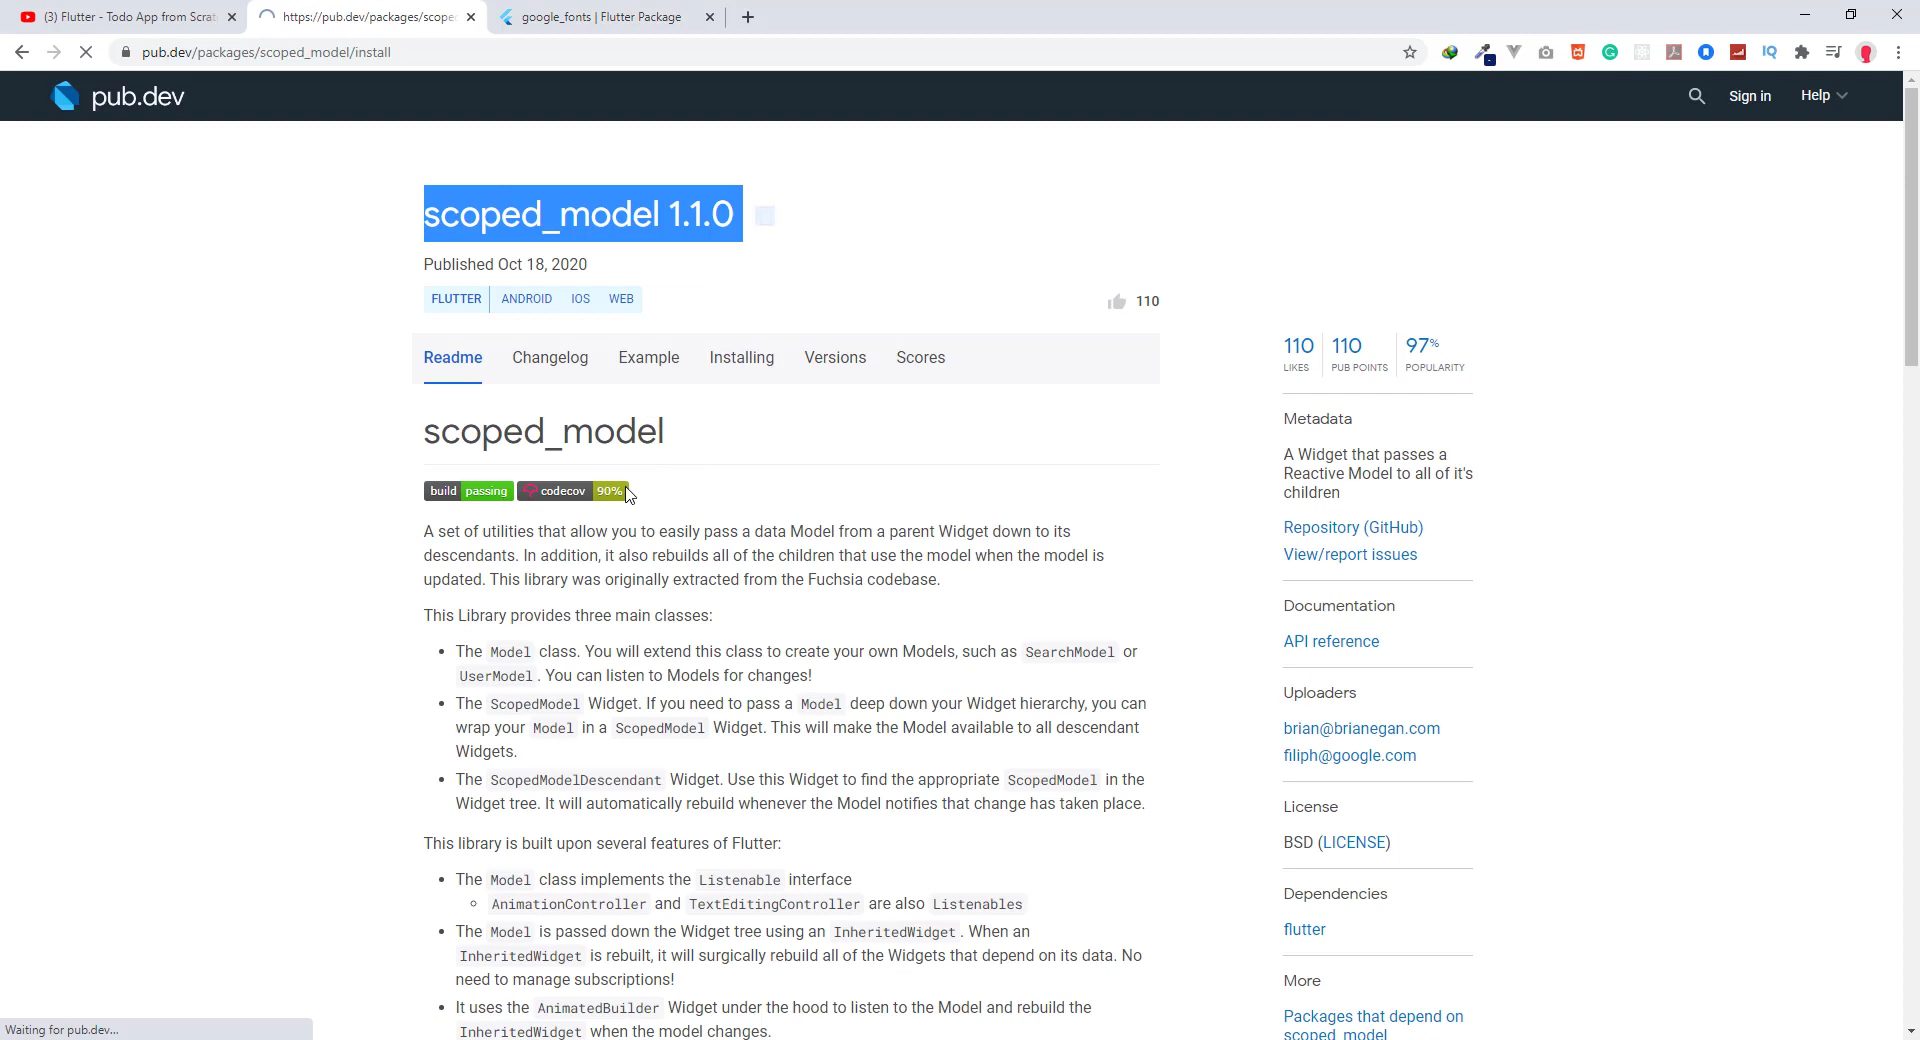 (3) Flutter - Todo App from Scrat
https://pub.dev/packages/scope
google_fonts | Flutter Package
pub.dev/packages/scoped_model/install
pub.dev
Sign in
Help
scoped_model 1.1.0
Published Oct 18, 2020
FLUTTER ANDROID IOS WEB
110
Readme Changelog Example Installing Versions Scores
110 LIKES
110 PUB POINTS
97% POPULARITY
scoped_model
build passing codecov 90%
A set of utilities that allow you to easily pass a data Model from a parent Widget down to its
descendants. In addition, it also rebuilds all of the children that use the model when the model is
updated. This library was originally extracted from the Fuchsia codebase.
This Library provides three main classes:
• The Model class. You will extend this class to create your own Models, such as SearchModel or
UserModel. You can listen to Models for changes!
• The ScopedModel Widget. If you need to pass a Model deep down your Widget hierarchy, you can
wrap your Model in a ScopedModel Widget. This will make the Model available to all descendant
Widgets.
• The ScopedModelDescendant Widget. Use this Widget to find the appropriate ScopedModel in the
Widget tree. It will automatically rebuild whenever the Model notifies that change has taken place.
This library is built upon several features of Flutter:
• The Model class implements the Listenable interface
◦ AnimationController and TextEditingController are also Listenables
• The Model is passed down the Widget tree using an InheritedWidget. When an
InheritedWidget is rebuilt, it will surgically rebuild all of the Widgets that depend on its data. No
need to manage subscriptions!
• It uses the AnimatedBuilder Widget under the hood to listen to the Model and rebuild the
InheritedWidget when the model changes.
Metadata
A Widget that passes a
Reactive Model to all of it's
children
Repository (GitHub)
View/report issues
Documentation
API reference
Uploaders
brian@brianegan.com
filiph@google.com
License
BSD (LICENSE)
Dependencies
flutter
More
Packages that depend on
scoped_model
Waiting for pub.dev...